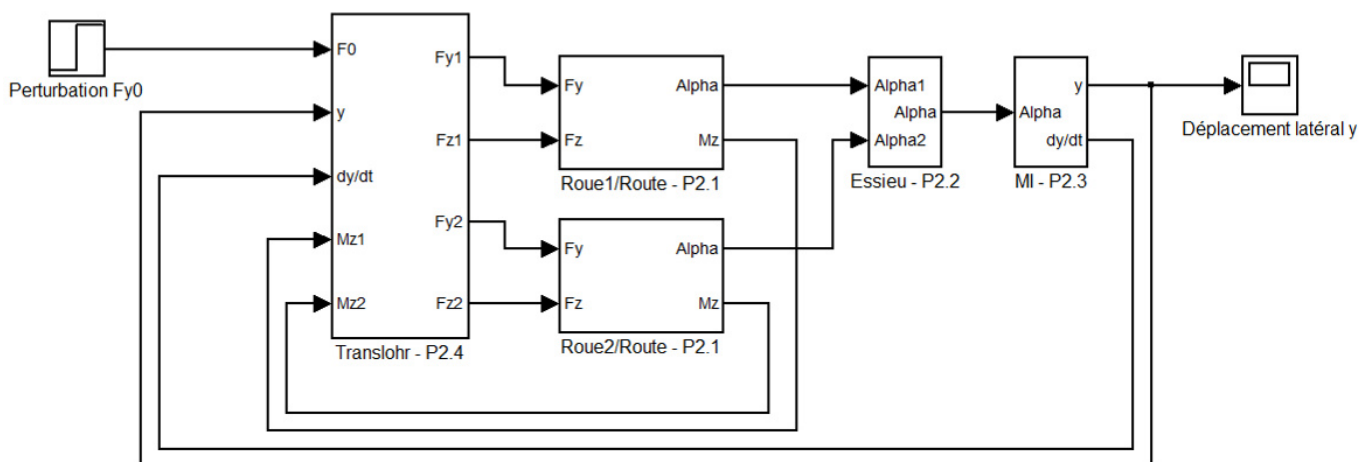 Perturbation Fy0
F0
y
dy/dt
Mz1
Mz2
Fy1
Fz1
Fy2
Fz2
Translohr - P2.4
Fy
Fz
Alpha
Mz
Roue1/Route - P2.1
Fy
Fz
Alpha
Mz
Roue2/Route - P2.1
Alpha1
Alpha2
Alpha
Essieu - P2.2
Alpha
y
dy/dt
MI - P2.3
Déplacement latéral y